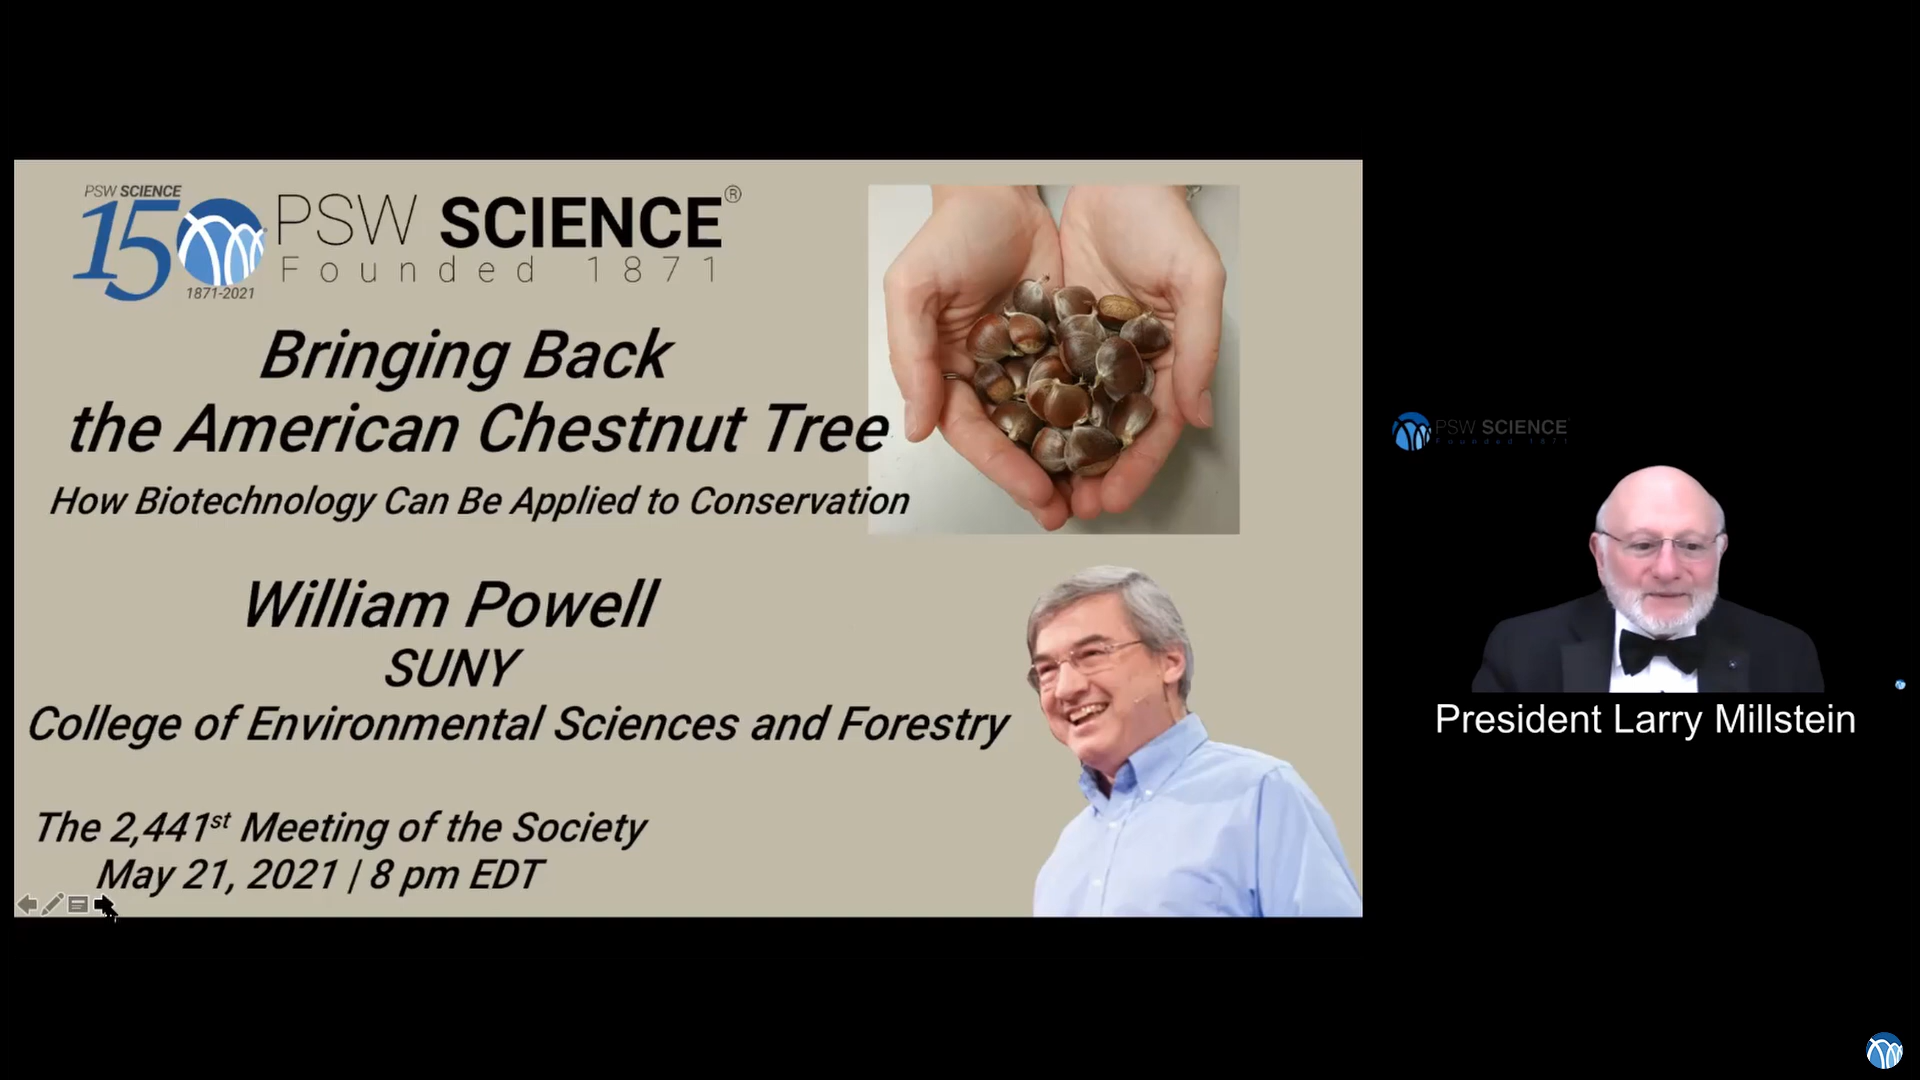 PSW SCIENCE
150
1871-2021
PSW SCIENCE®
Founded 1871
Bringing Back
the American Chestnut Tree
How Biotechnology Can Be Applied to Conservation
William Powell
SUNY
College of Environmental Sciences and Forestry
The 2,441st Meeting of the Society
May 21, 2021 | 8 pm EDT
PSW SCIENCE
Founded 1871
President Larry Millstein